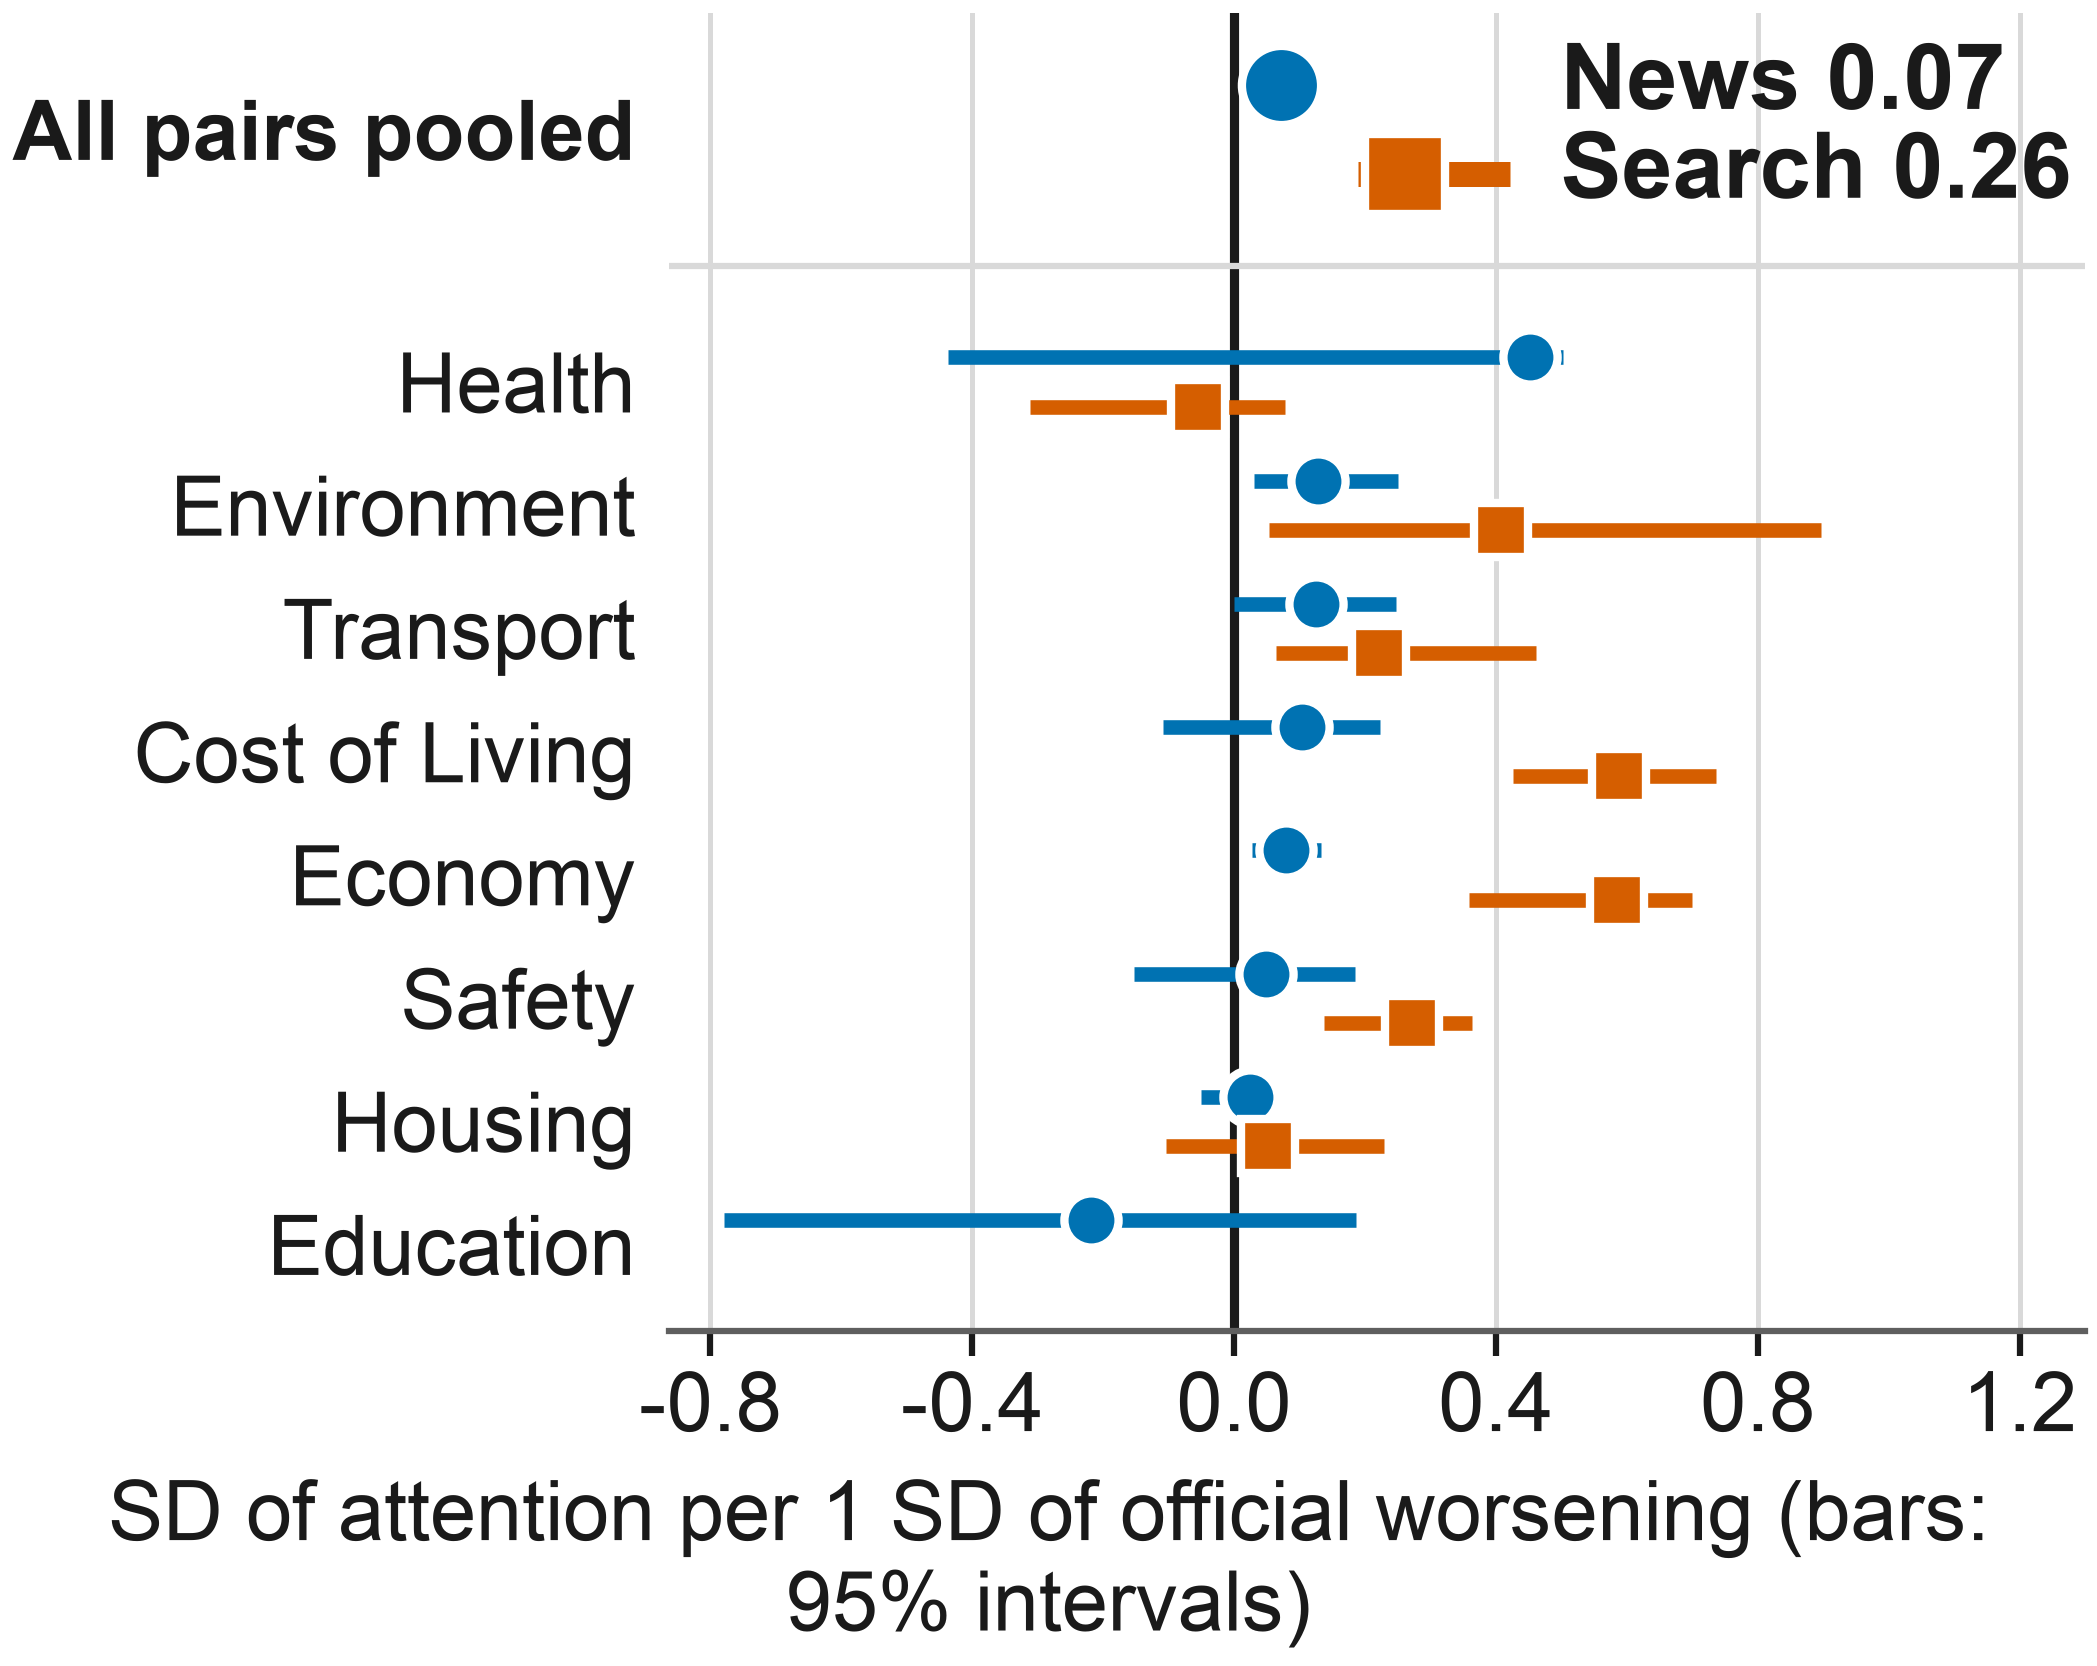 All pairs pooled
News 0.07
Search 0.26
Health
Environment
Transport
Cost of Living
Economy
Safety
Housing
Education
-0.8 -0.4 0.0 0.4 0.8 1.2
SD of attention per 1 SD of official worsening (bars:
95% intervals)